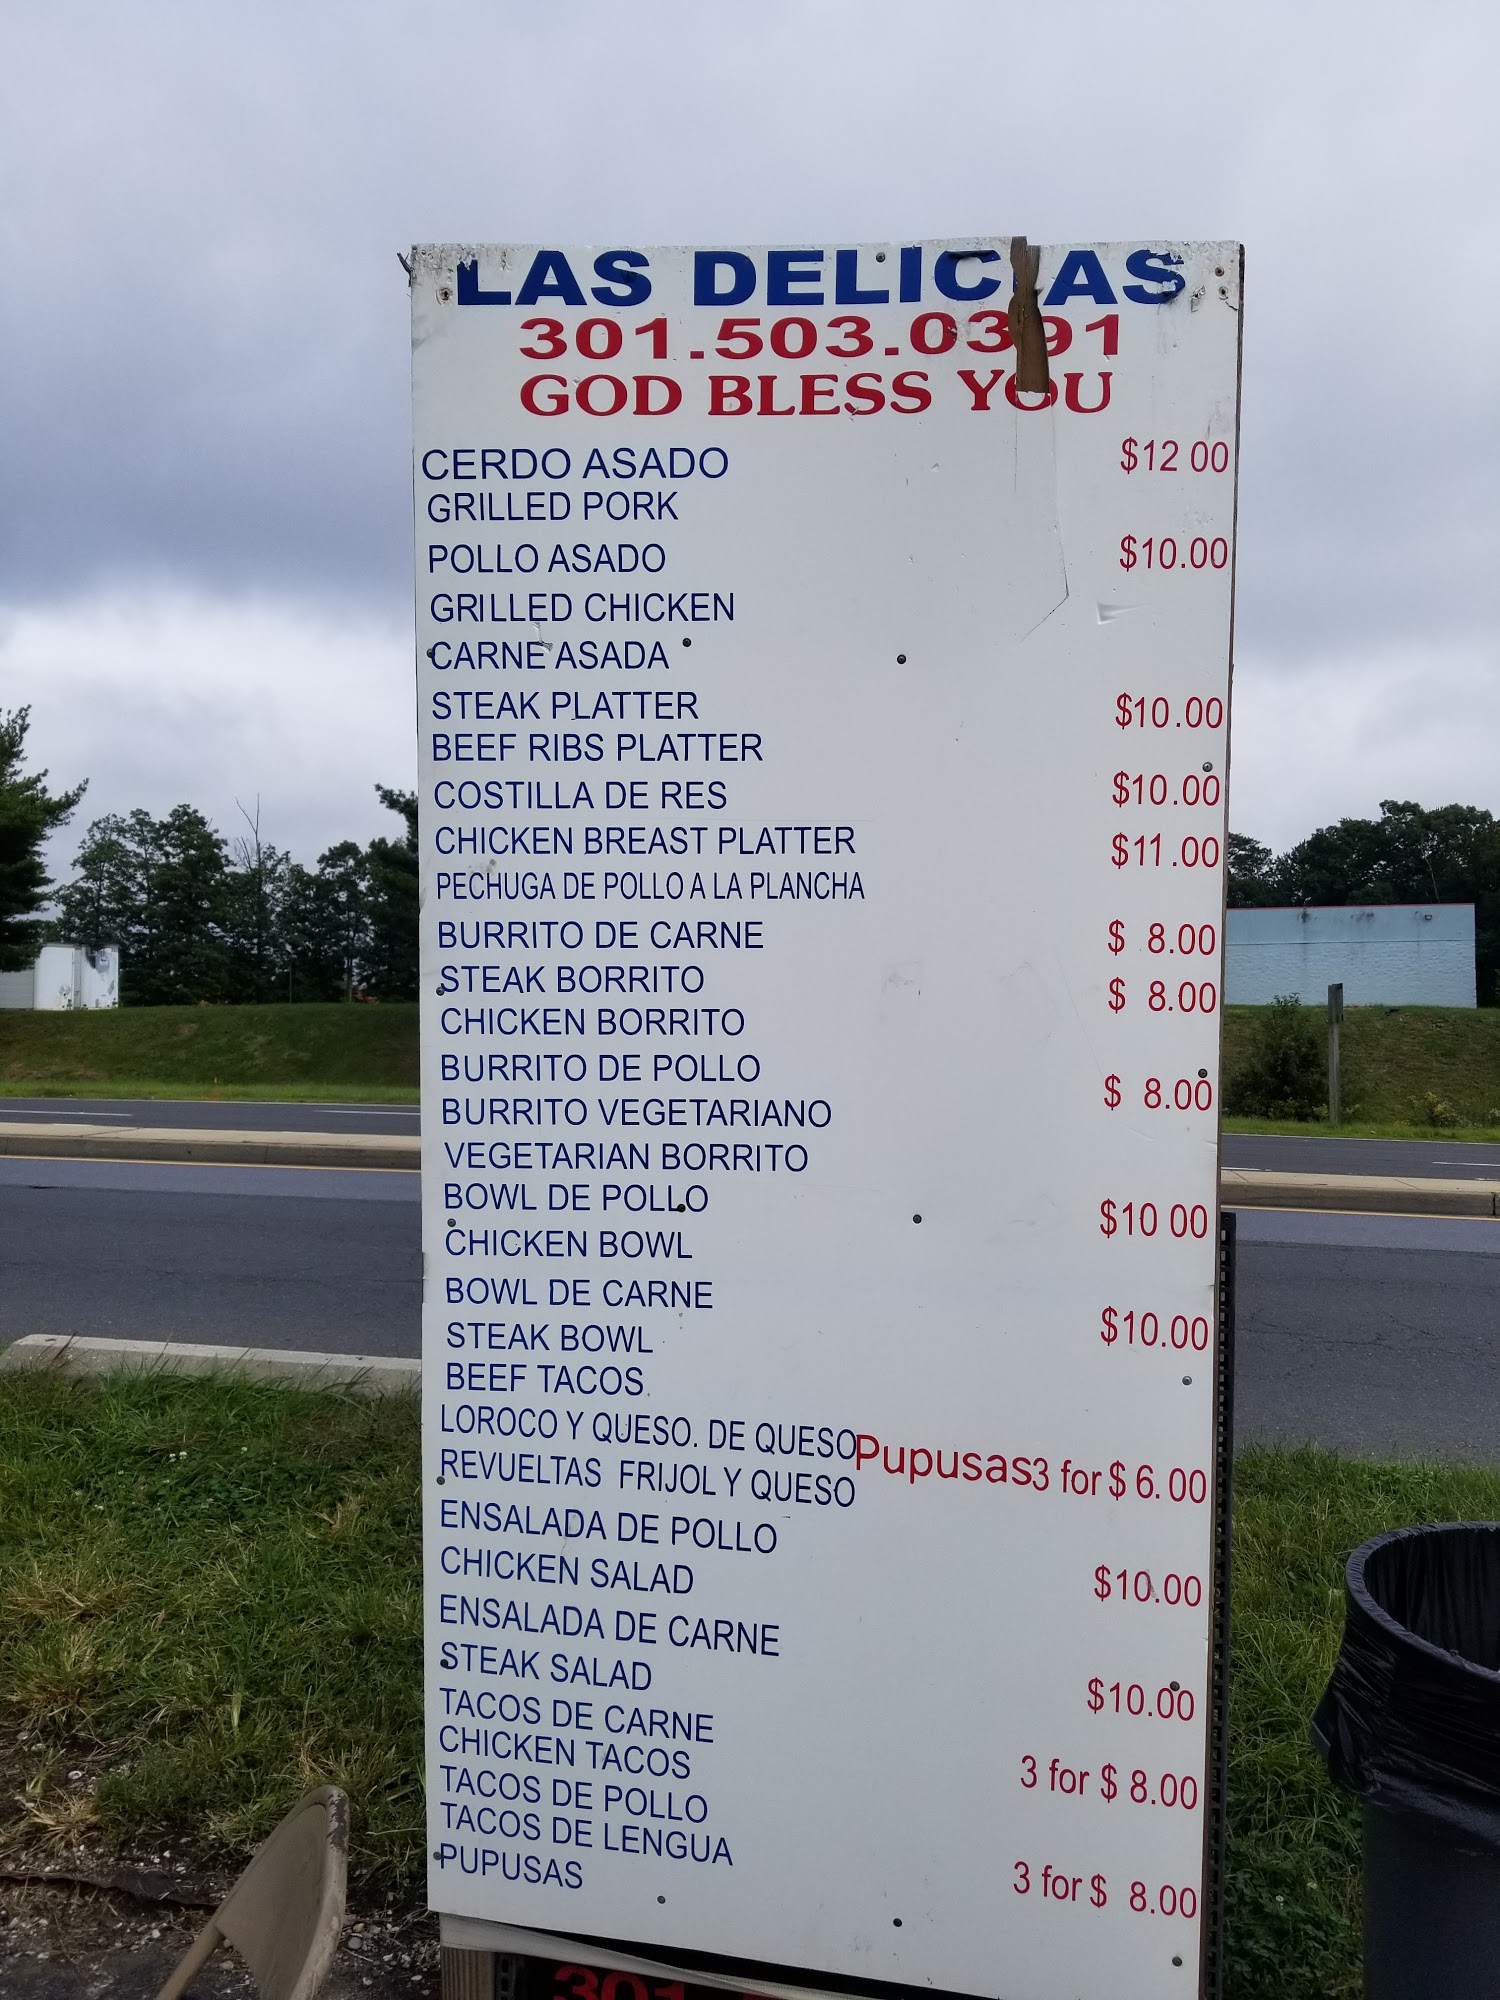 LAS DELICIAS
301.503.0391
GOD BLESS YOU
CERDO ASADO $12 00
GRILLED PORK
POLLO ASADO $10.00
GRILLED CHICKEN
CARNE ASADA
STEAK PLATTER $10.00
BEEF RIBS PLATTER
COSTILLA DE RES $10.00
CHICKEN BREAST PLATTER $11.00
PECHUGA DE POLLO A LA PLANCHA
BURRITO DE CARNE $ 8.00
STEAK BORRITO $ 8.00
CHICKEN BORRITO
BURRITO DE POLLO $ 8.00
BURRITO VEGETARIANO
VEGETARIAN BORRITO
BOWL DE POLLO $10 00
CHICKEN BOWL
BOWL DE CARNE
STEAK BOWL $10.00
BEEF TACOS
LOROCO Y QUESO. DE QUESO Pupusas 3 for $ 6.00
REVUELTAS FRIJOL Y QUESO
ENSALADA DE POLLO
CHICKEN SALAD $10.00
ENSALADA DE CARNE
STEAK SALAD $10.00
TACOS DE CARNE
CHICKEN TACOS 3 for $ 8.00
TACOS DE POLLO
TACOS DE LENGUA
PUPUSAS 3 for $ 8.00
301